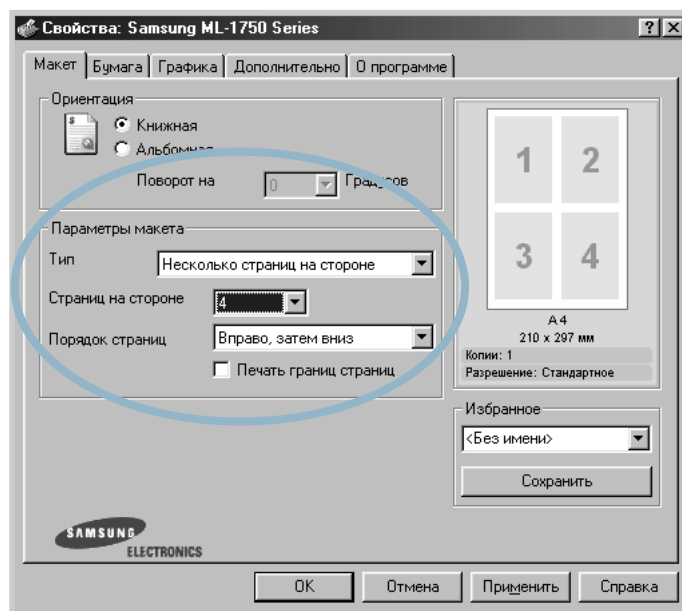 Свойства: Samsung ML-1750 Series
Макет Бумага Графика Дополнительно О программе
Ориентация
Книжная
Альбомная
Поворот на 0 Градусов
Параметры макета
Тип Несколько страниц на стороне
Страниц на стороне 4
Порядок страниц Вправо, затем вниз
Печать границ страниц
1 2
3 4
A4
210 x 297 мм
Копии: 1
Разрешение: Стандартное
Избранное
<Без имени>
Сохранить
SAMSUNG
ELECTRONICS
OK Отмена Применить Справка